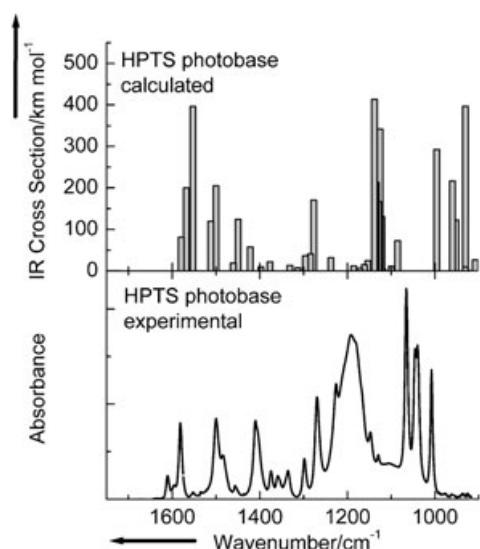 IR Cross Section/km mol⁻¹
500
400
300
200
100
0
HPTS photobase
calculated
Absorbance
HPTS photobase
experimental
1600
1400
1200
1000
Wavenumber/cm⁻¹